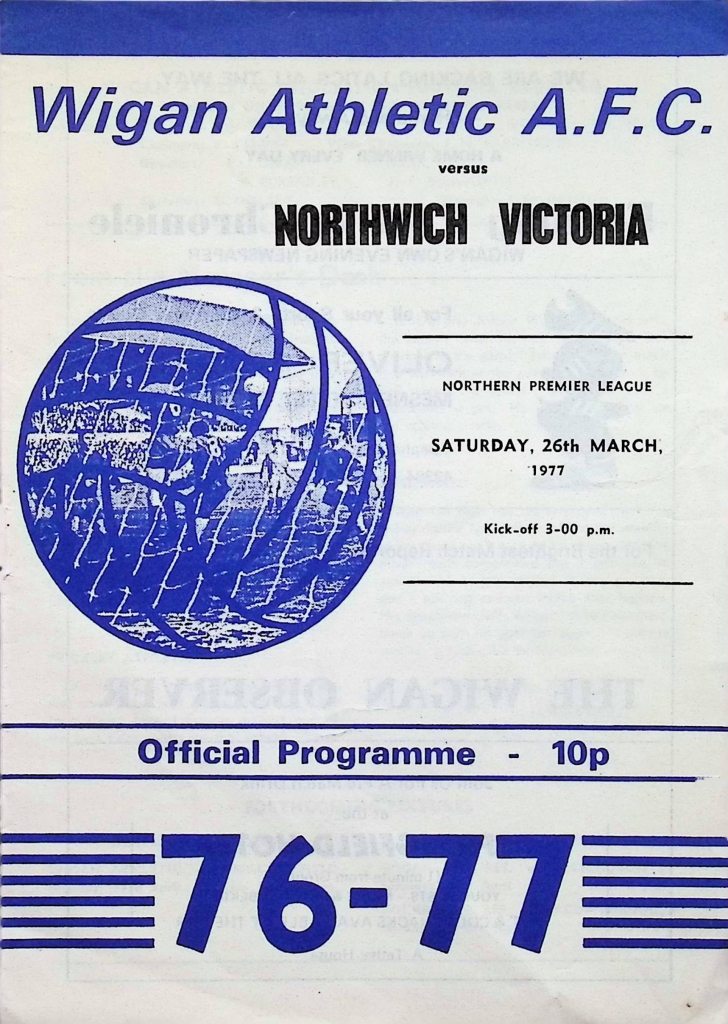 Wigan Athletic A.F.C.
versus
NORTHWICH VICTORIA
NORTHERN PREMIER LEAGUE
SATURDAY, 26th MARCH,
1977
Kick-off 3-00 p.m.
Official Programme - 10p
76-77